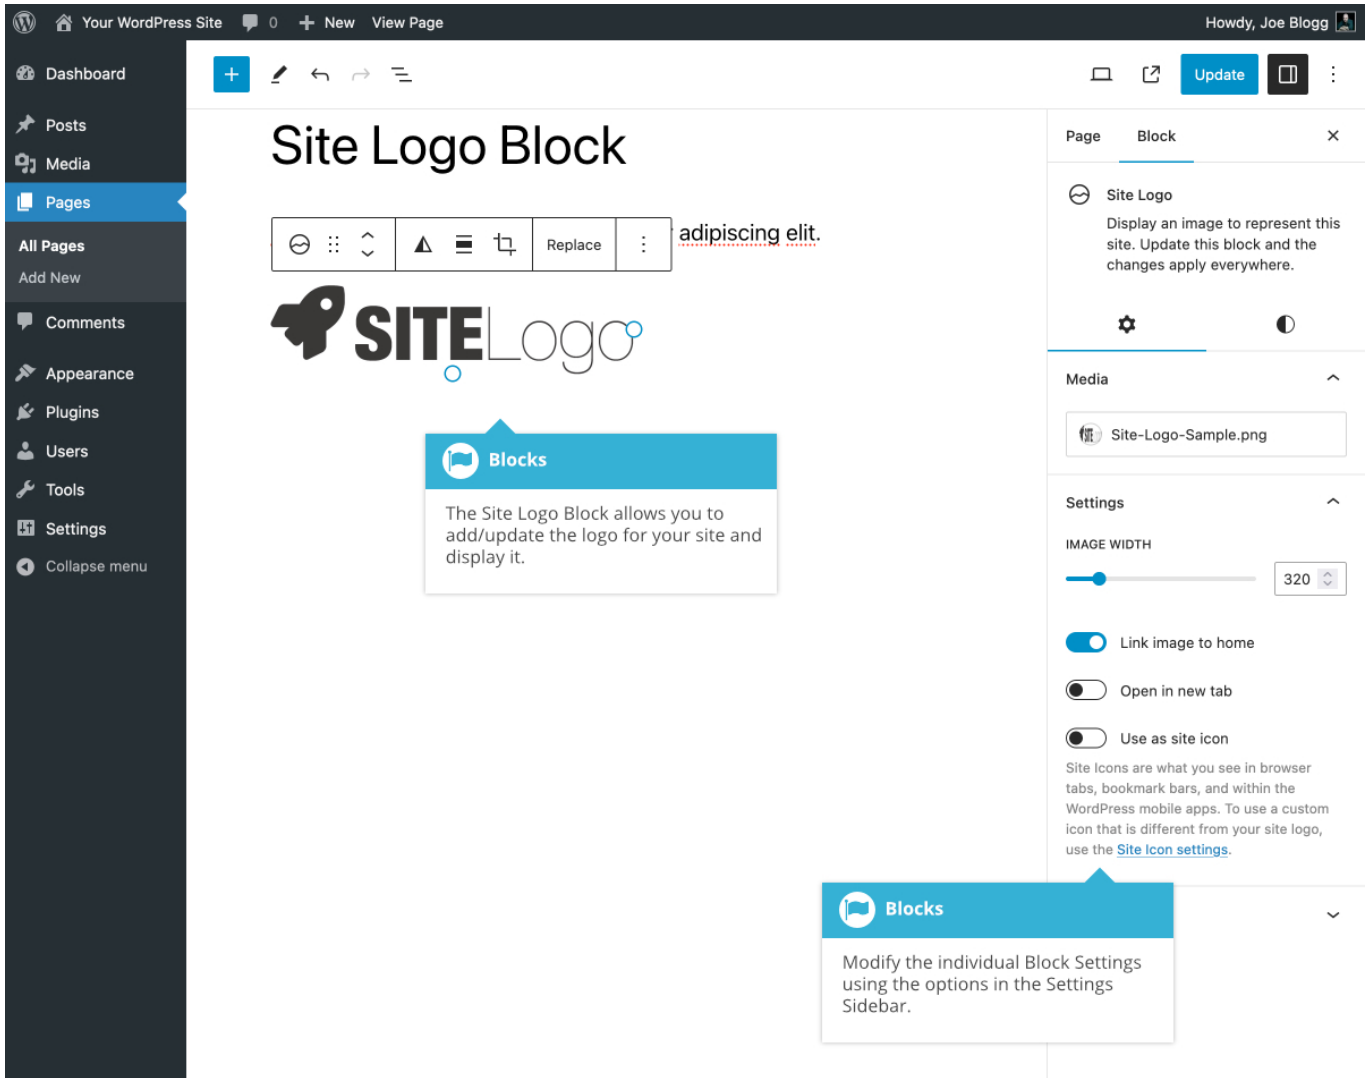 Your WordPress Site 0 New View Page Howdy, Joe Blogg
Dashboard
Posts
Media
Pages
All Pages
Add New
Comments
Appearance
Plugins
Users
Tools
Settings
Collapse menu
Update
Site Logo Block
Replace
adipiscing elit.
SITELogo
Blocks
The Site Logo Block allows you to
add/update the logo for your site and
display it.
Page Block
Site Logo
Display an image to represent this
site. Update this block and the
changes apply everywhere.
Media
SITE Site-Logo-Sample.png
Settings
IMAGE WIDTH
320
Link image to home
Open in new tab
Use as site icon
Site Icons are what you see in browser
tabs, bookmark bars, and within the
WordPress mobile apps. To use a custom
icon that is different from your site logo,
use the Site Icon settings.
Blocks
Modify the individual Block Settings
using the options in the Settings
Sidebar.